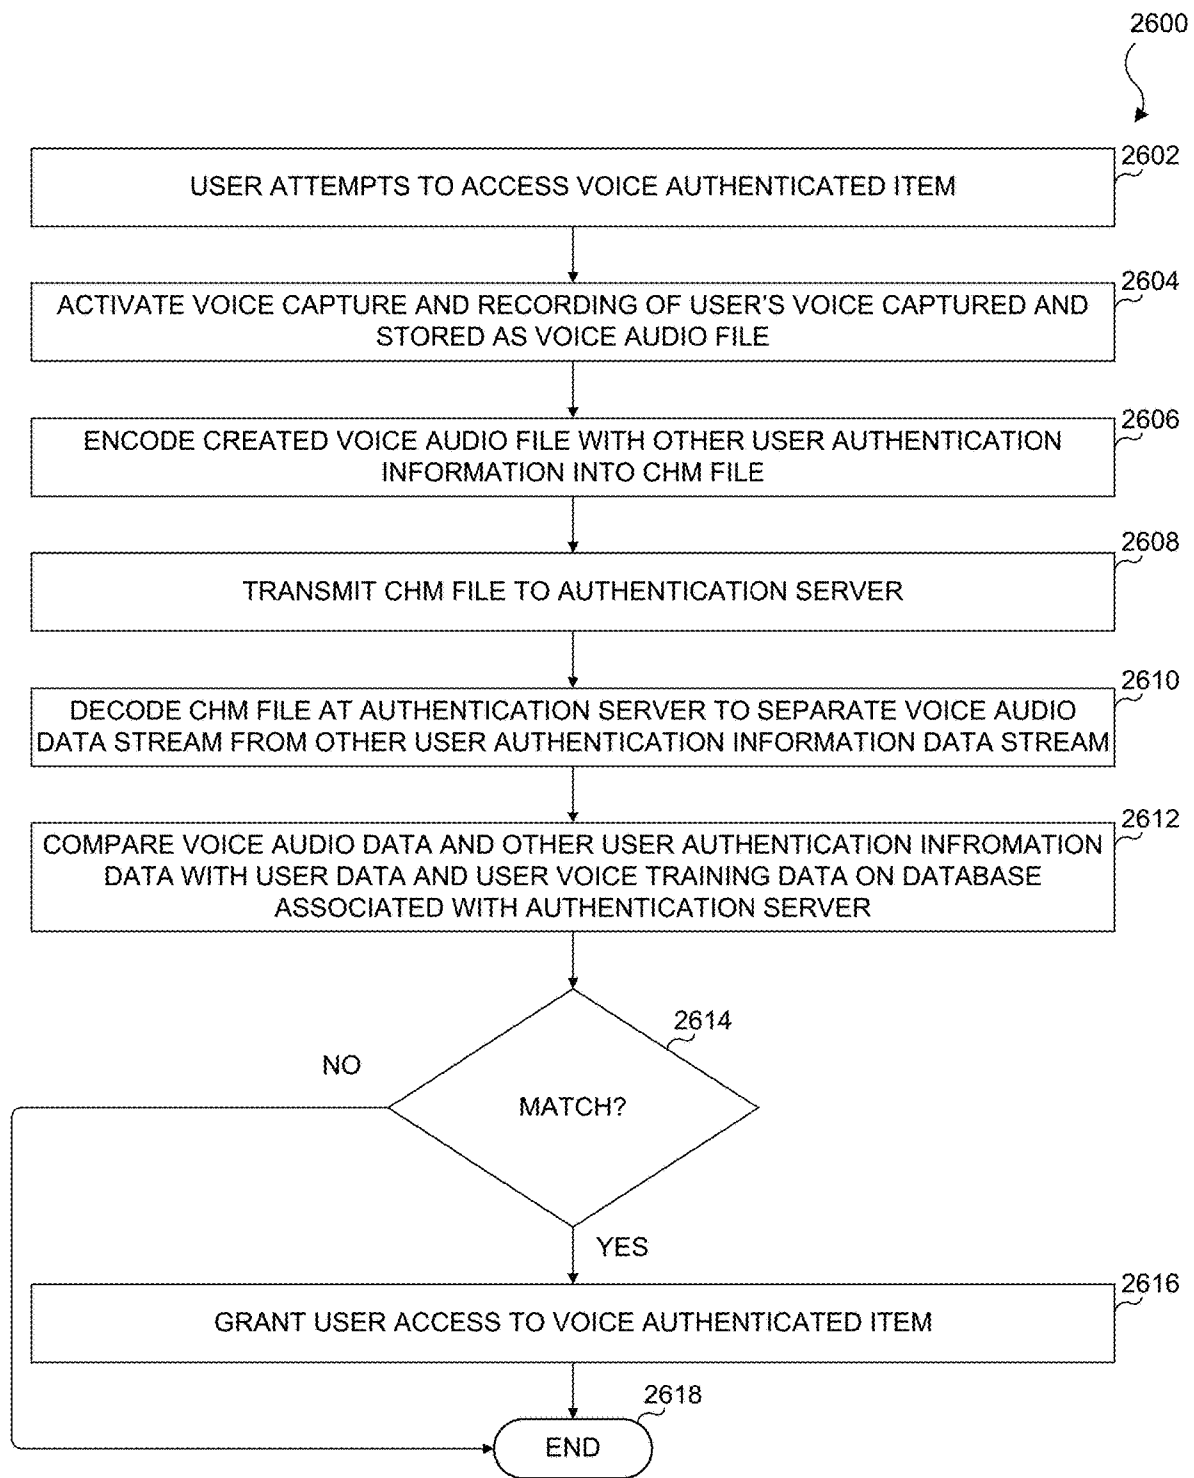 2600
2602
USER ATTEMPTS TO ACCESS VOICE AUTHENTICATED ITEM
2604
ACTIVATE VOICE CAPTURE AND RECORDING OF USER'S VOICE CAPTURED AND
STORED AS VOICE AUDIO FILE
2606
ENCODE CREATED VOICE AUDIO FILE WITH OTHER USER AUTHENTICATION
INFORMATION INTO CHM FILE
2608
TRANSMIT CHM FILE TO AUTHENTICATION SERVER
2610
DECODE CHM FILE AT AUTHENTICATION SERVER TO SEPARATE VOICE AUDIO
DATA STREAM FROM OTHER USER AUTHENTICATION INFORMATION DATA STREAM
2612
COMPARE VOICE AUDIO DATA AND OTHER USER AUTHENTICATION INFROMATION
DATA WITH USER DATA AND USER VOICE TRAINING DATA ON DATABASE
ASSOCIATED WITH AUTHENTICATION SERVER
2614
NO
MATCH?
YES
2616
GRANT USER ACCESS TO VOICE AUTHENTICATED ITEM
2618
END